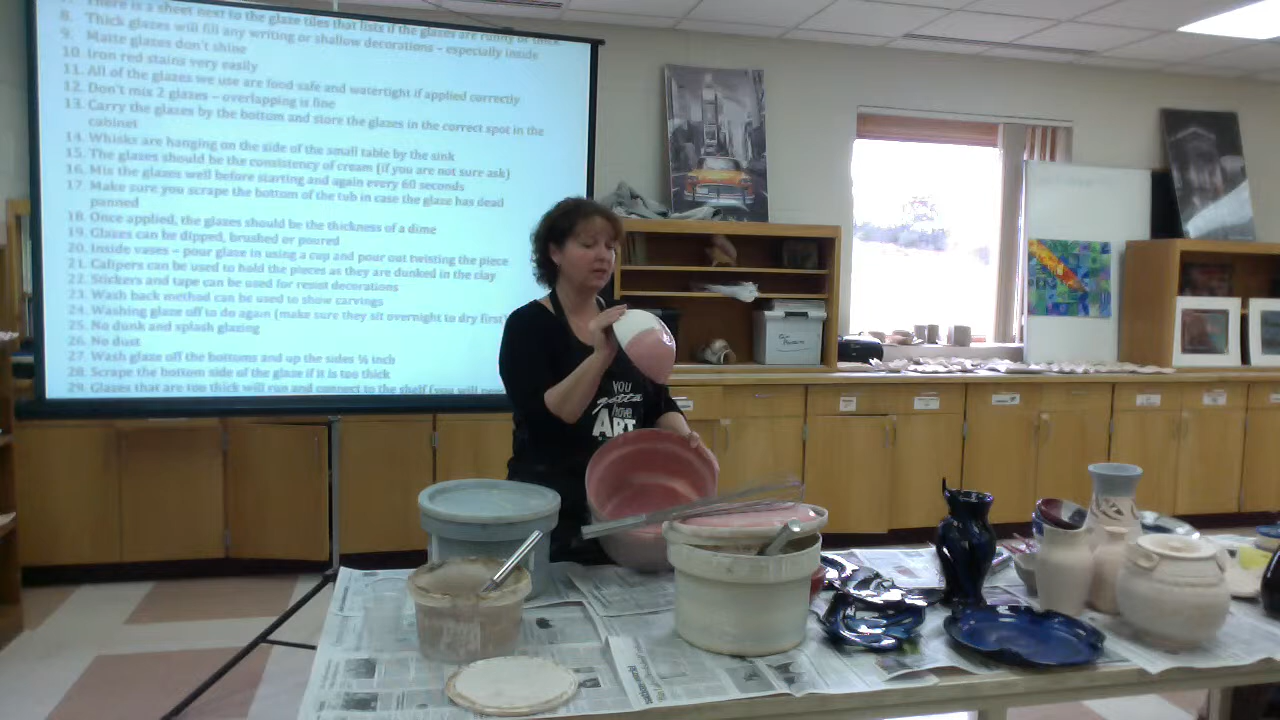 There is a sheet next to the glaze tiles that lists if the glazes are runny or thick
8. Thick glazes will fill any writing or shallow decorations – especially inside
9. Matte glazes don't shine
10. Iron red stains very easily
11. All of the glazes we use are food safe and watertight if applied correctly
12. Don't mix 2 glazes – overlapping is fine
13. Carry the glazes by the bottom and store the glazes in the correct spot in the
cabinet
14. Whisks are hanging on the side of the small table by the sink
15. The glazes should be the consistency of cream (if you are not sure ask)
16. Mix the glazes well before starting and again every 60 seconds
17. Make sure you scrape the bottom of the tub in case the glaze has dead
panned
18. Once applied, the glazes should be the thickness of a dime
19. Glazes can be dipped, brushed or poured
20. Inside vases – pour glaze in using a cup and pour out twisting the piece
21. Calipers can be used to hold the pieces as they are dunked in the clay
22. Stickers and tape can be used for resist decorations
23. Wash back method can be used to show carvings
24. Washing glaze off to do again (make sure they sit overnight to dry first)
25. No dunk and splash glazing
26. No dust
27. Wash glaze off the bottoms and up the sides ¼ inch
28. Scrape the bottom side of the glaze if it is too thick
29. Glazes that are too thick will run and connect to the shelf (you will
YOU
gotta
have
ART